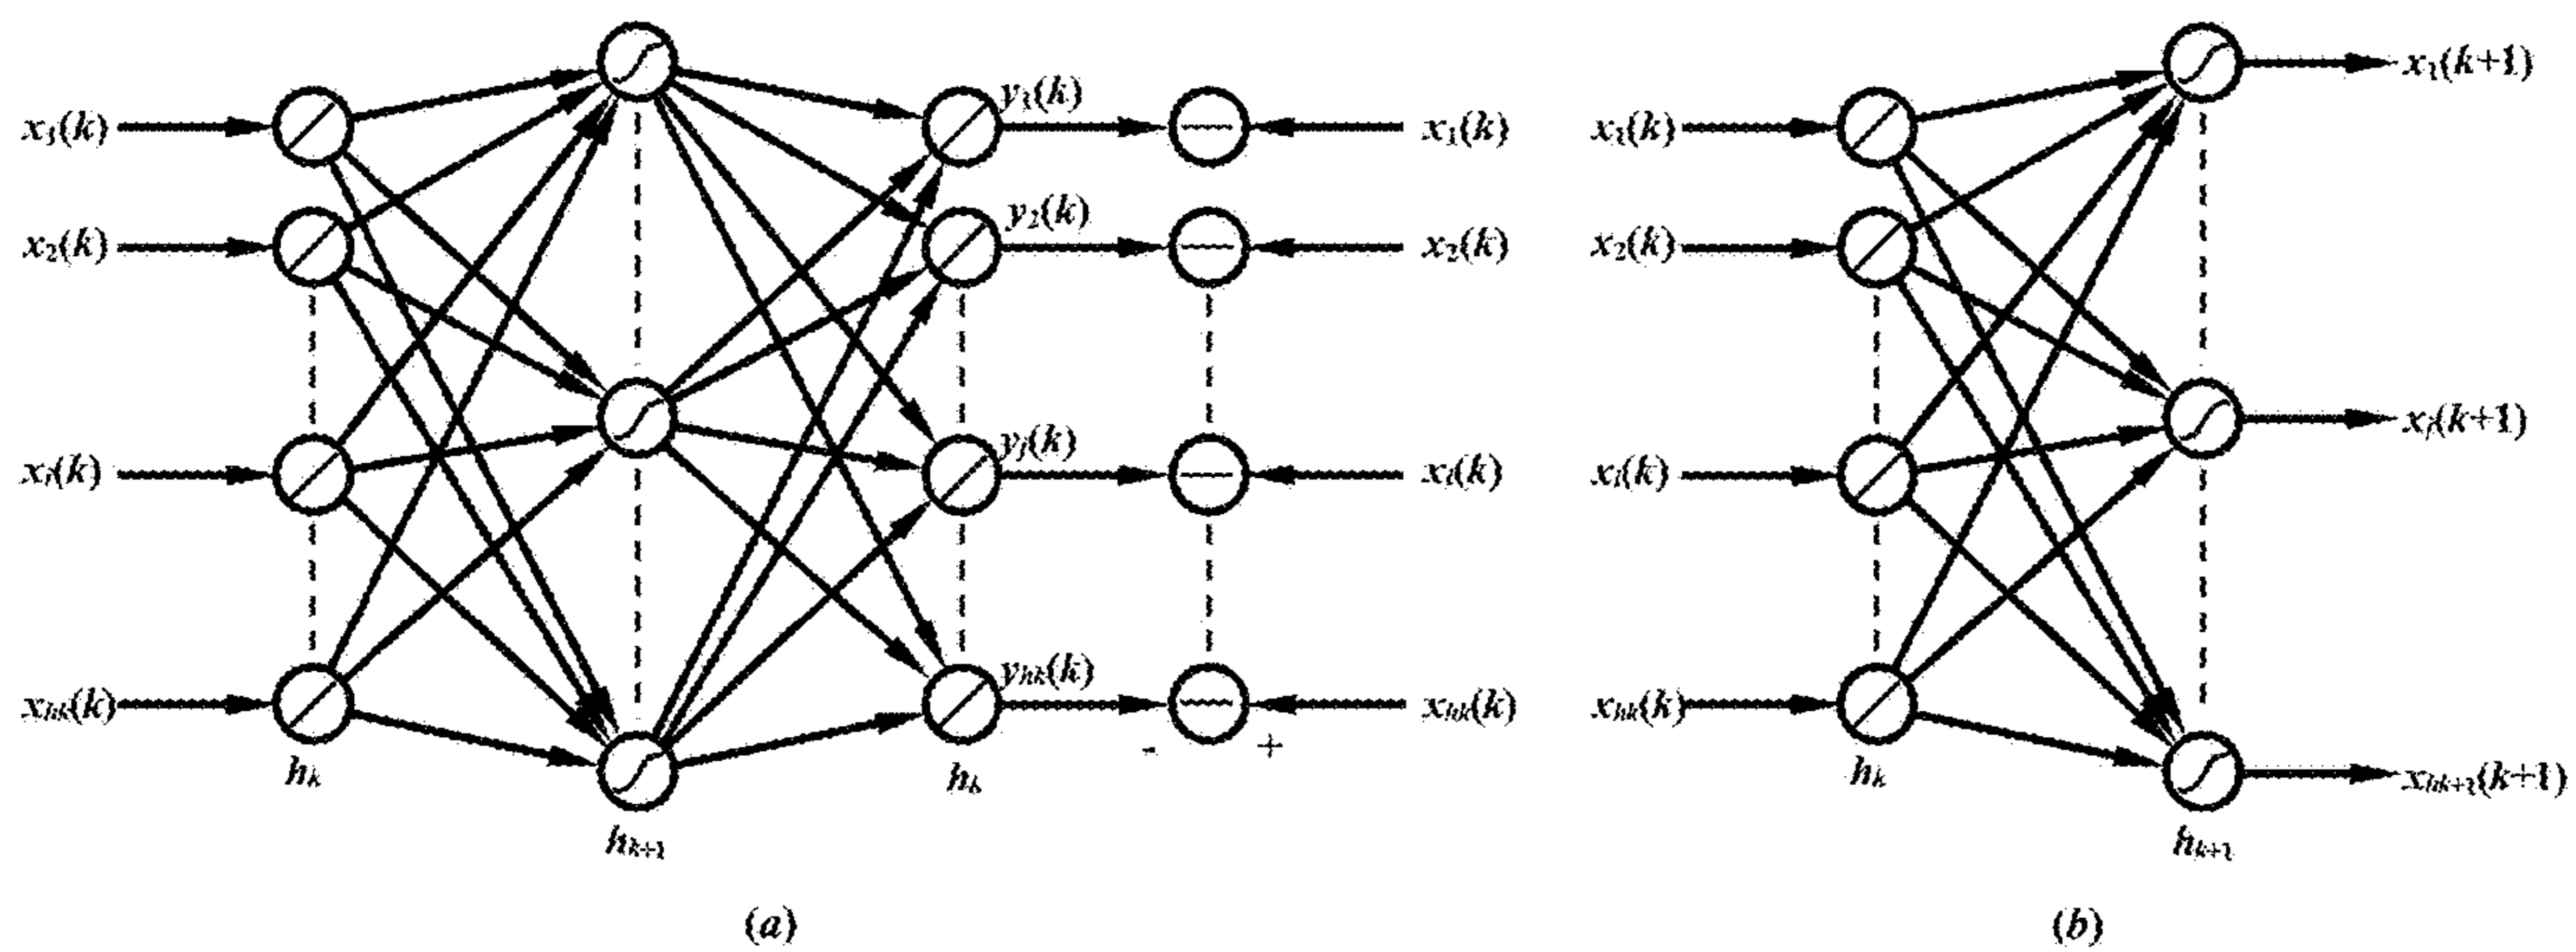 x₁(k) y₁(k) x₁(k)
x₂(k) y₂(k) x₂(k)
xᵢ(k) yⱼ(k) xᵢ(k)
xₕₖ(k) yₕₖ(k) xₕₖ(k)
- +
hₖ hₖ
hₖ₊₁
(a)
x₁(k) x₁(k+1)
x₂(k)
xⱼ(k+1)
xᵢ(k)
xₕₖ(k)
xₕₖ₊₁(k+1)
hₖ
hₖ₊₁
(b)